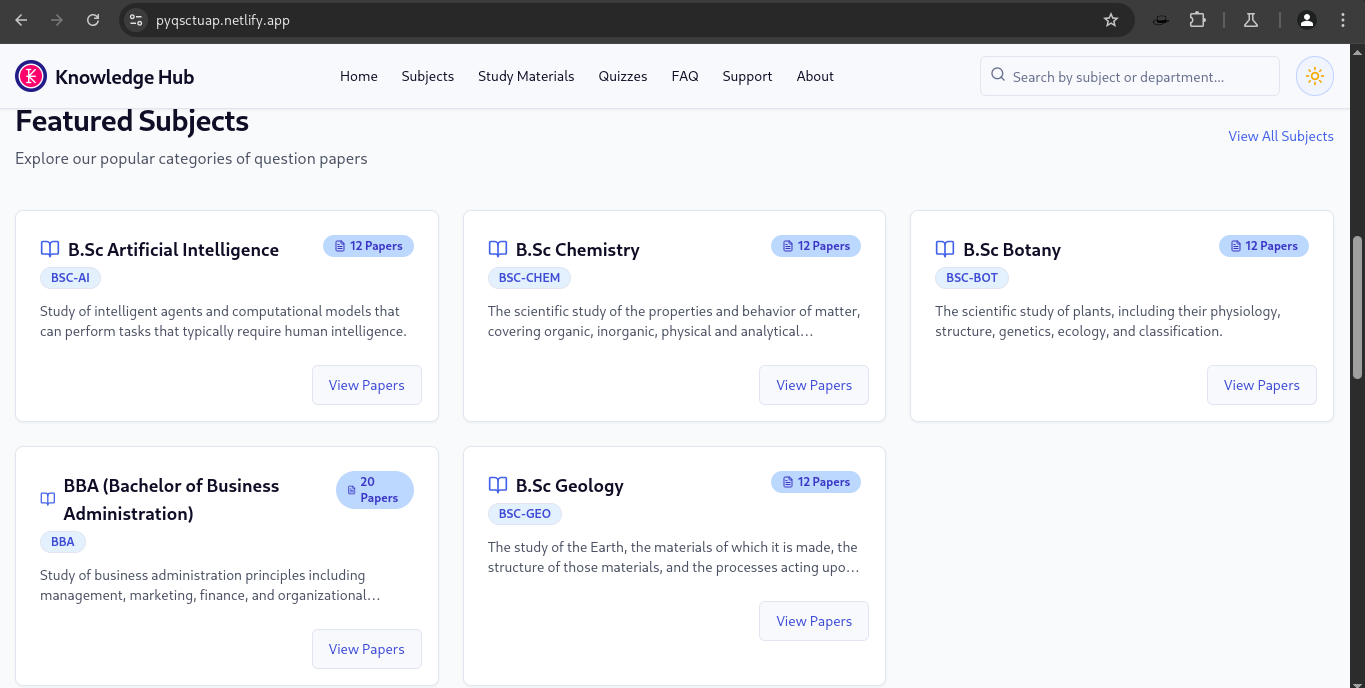 pyqsctuap.netlify.app
Knowledge Hub
Home
Subjects
Study Materials
Quizzes
FAQ
Support
About
Search by subject or department...
Featured Subjects
View All Subjects
Explore our popular categories of question papers
B.Sc Artificial Intelligence
12 Papers
BSC-AI
Study of intelligent agents and computational models that
can perform tasks that typically require human intelligence.
View Papers
B.Sc Chemistry
12 Papers
BSC-CHEM
The scientific study of the properties and behavior of matter,
covering organic, inorganic, physical and analytical…
View Papers
B.Sc Botany
12 Papers
BSC-BOT
The scientific study of plants, including their physiology,
structure, genetics, ecology, and classification.
View Papers
BBA (Bachelor of Business
Administration)
20
Papers
BBA
Study of business administration principles including
management, marketing, finance, and organizational…
View Papers
B.Sc Geology
12 Papers
BSC-GEO
The study of the Earth, the materials of which it is made, the
structure of those materials, and the processes acting upo…
View Papers